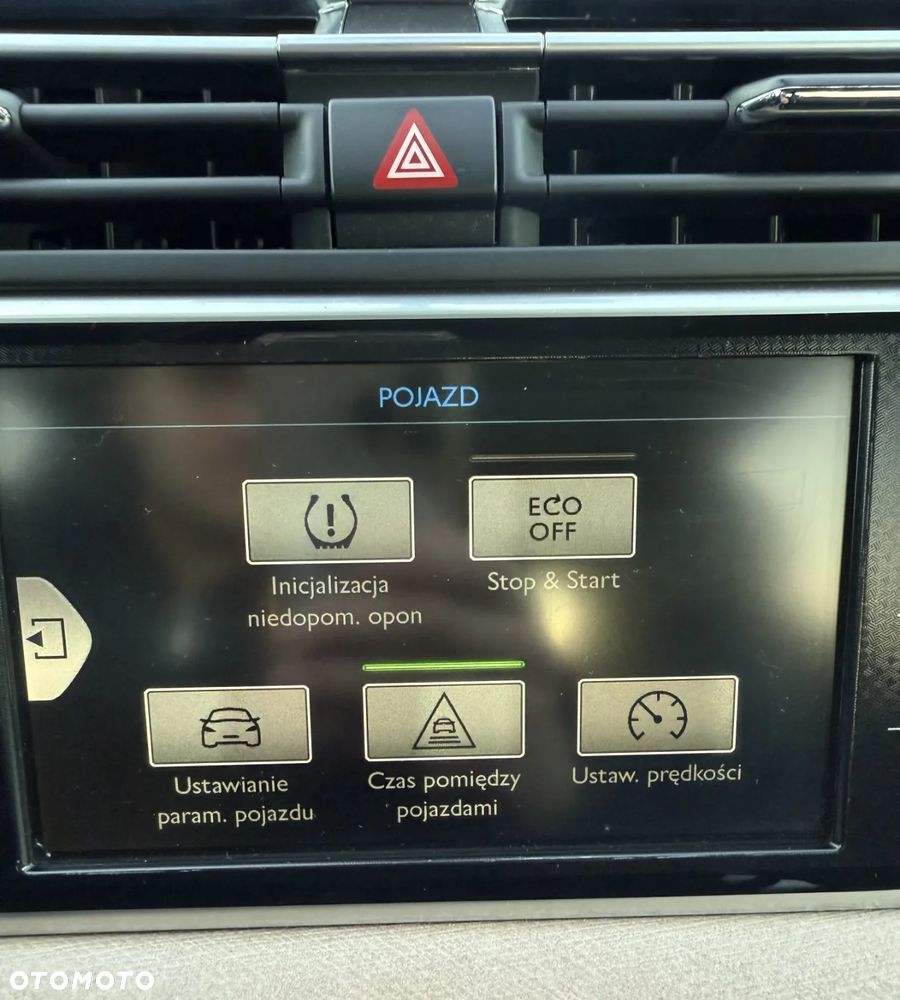 POJAZD
ECO
OFF
Inicjalizacja
niedopom. opon
Stop & Start
Ustawianie
param. pojazdu
Czas pomiędzy
pojazdami
Ustaw. prędkości
OTOMOTO